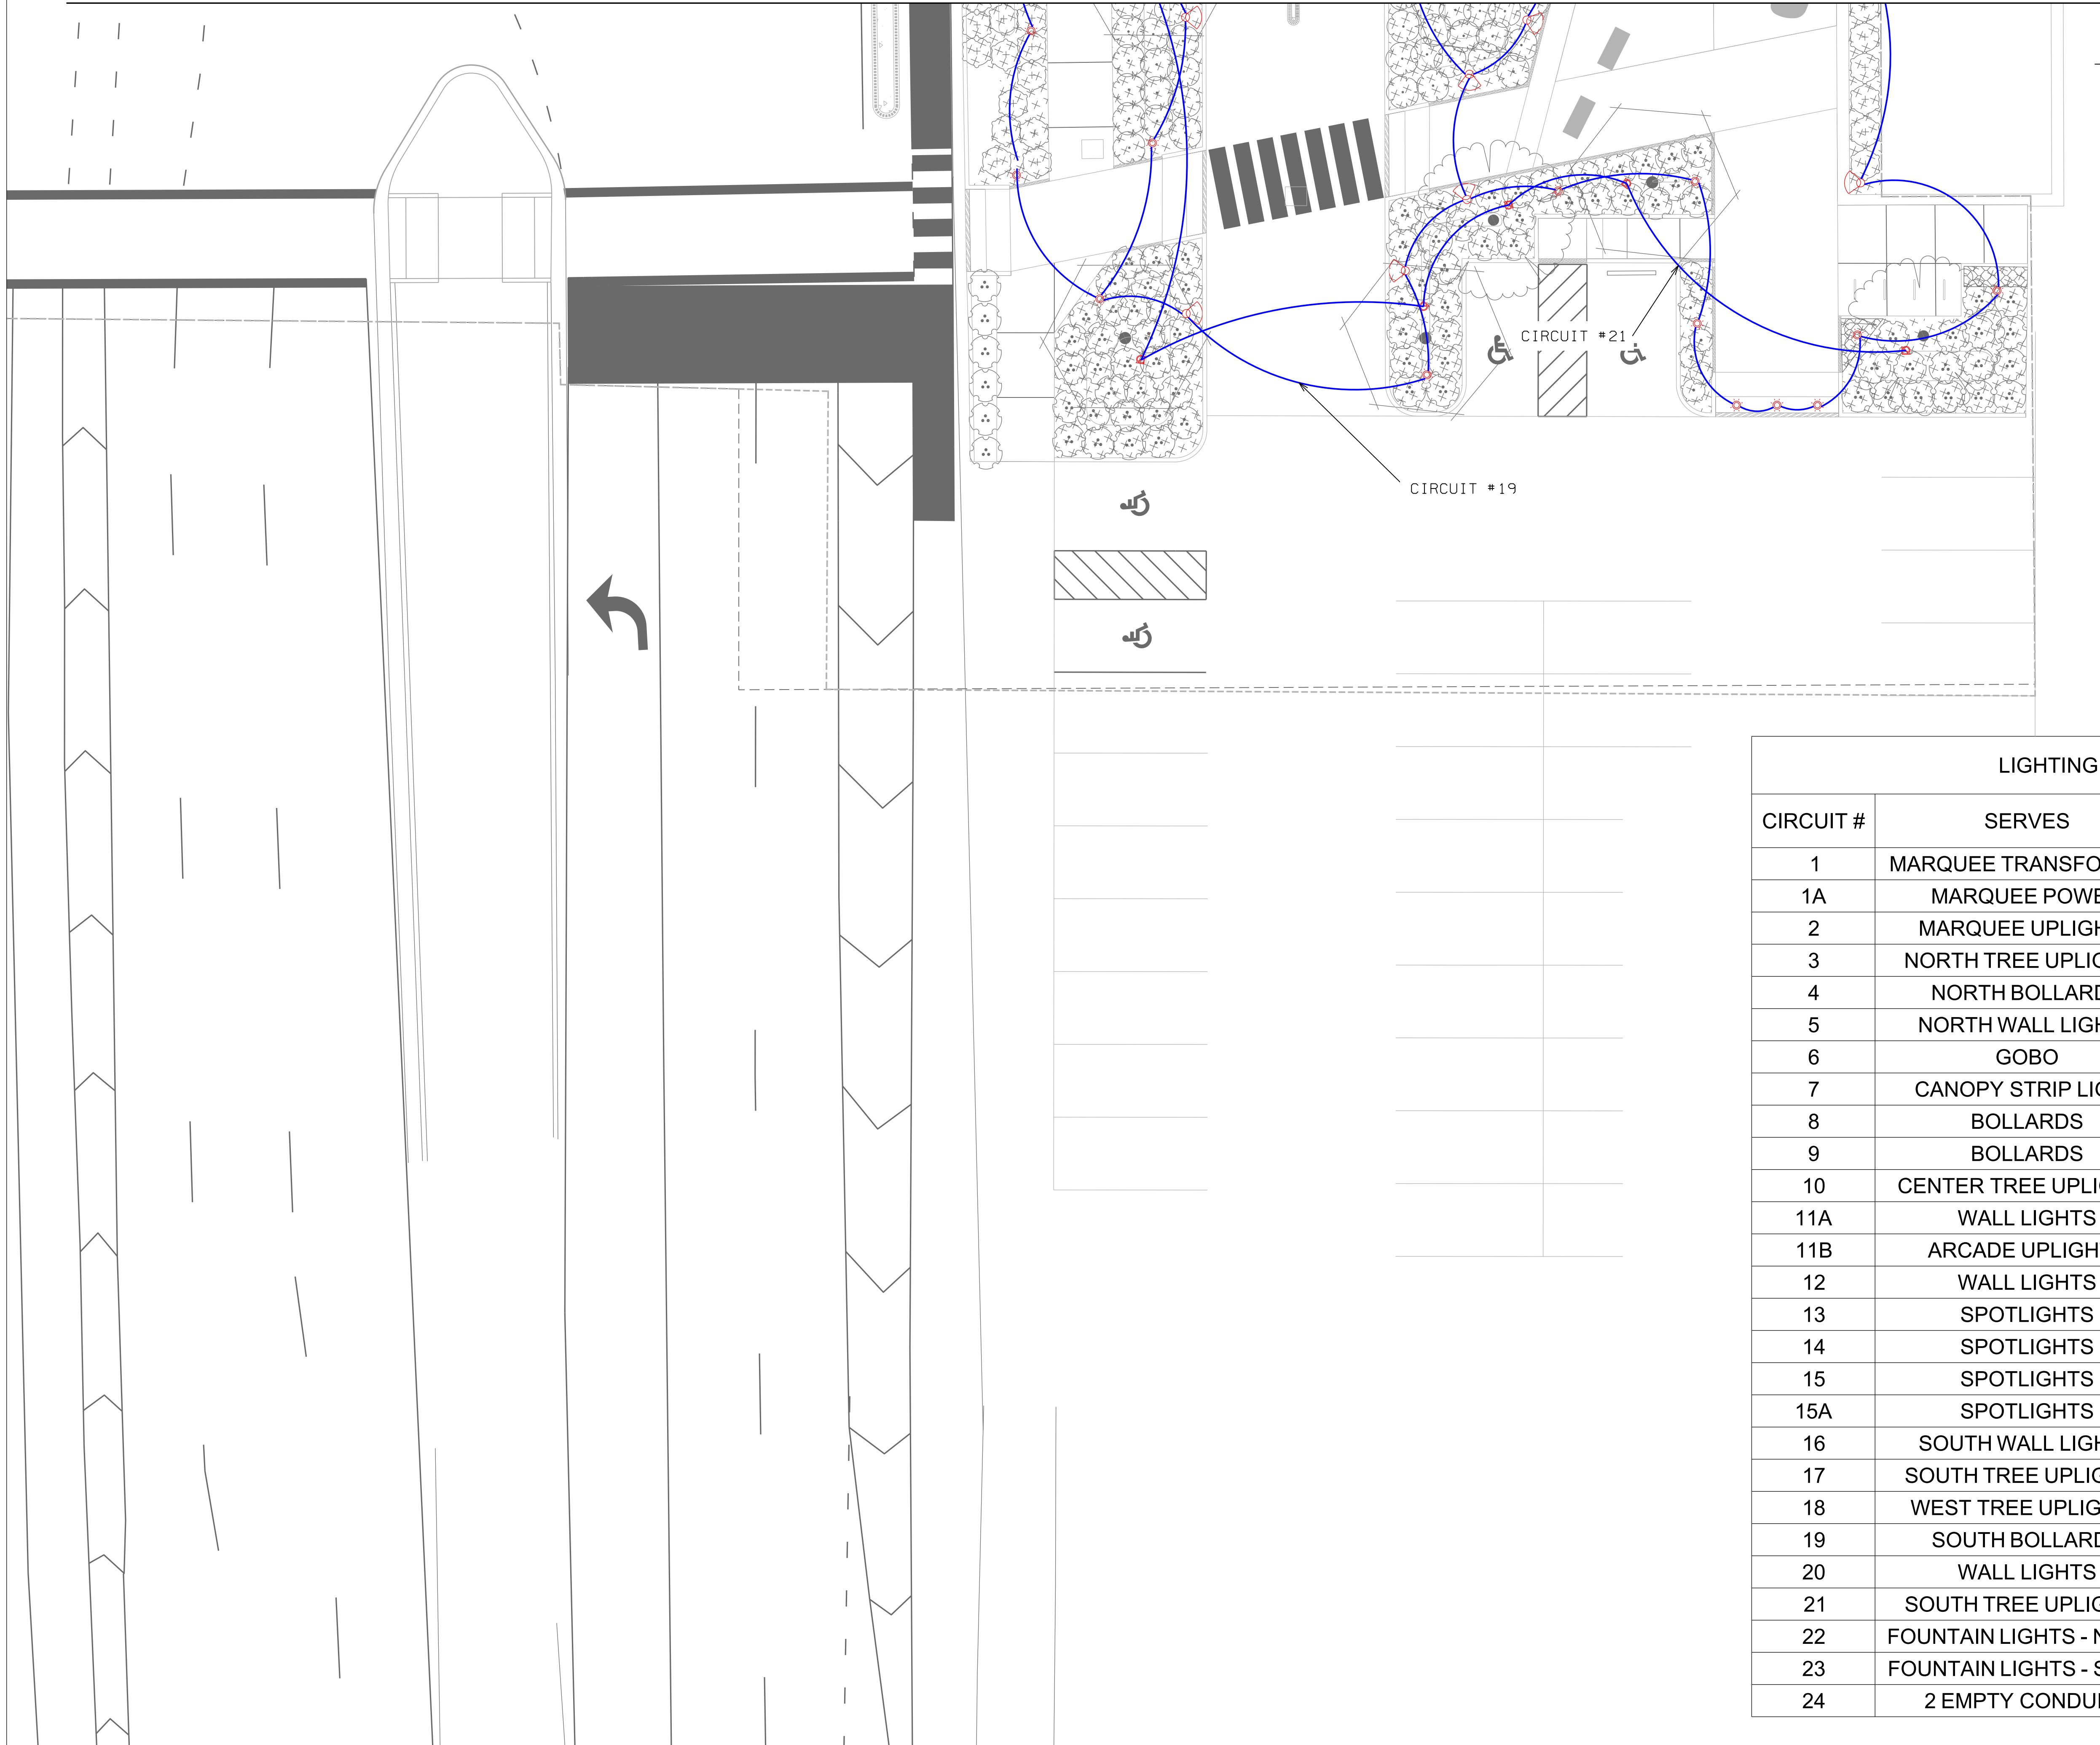 CIRCUIT #21
CIRCUIT #19
LIGHTING
CIRCUIT # SERVES
1 MARQUEE TRANSFO
1A MARQUEE POWE
2 MARQUEE UPLIGH
3 NORTH TREE UPLIG
4 NORTH BOLLARD
5 NORTH WALL LIGH
6 GOBO
7 CANOPY STRIP LIG
8 BOLLARDS
9 BOLLARDS
10 CENTER TREE UPLIG
11A WALL LIGHTS
11B ARCADE UPLIGH
12 WALL LIGHTS
13 SPOTLIGHTS
14 SPOTLIGHTS
15 SPOTLIGHTS
15A SPOTLIGHTS
16 SOUTH WALL LIGH
17 SOUTH TREE UPLIG
18 WEST TREE UPLIG
19 SOUTH BOLLARD
20 WALL LIGHTS
21 SOUTH TREE UPLIG
22 FOUNTAIN LIGHTS - N
23 FOUNTAIN LIGHTS - S
24 2 EMPTY CONDUI